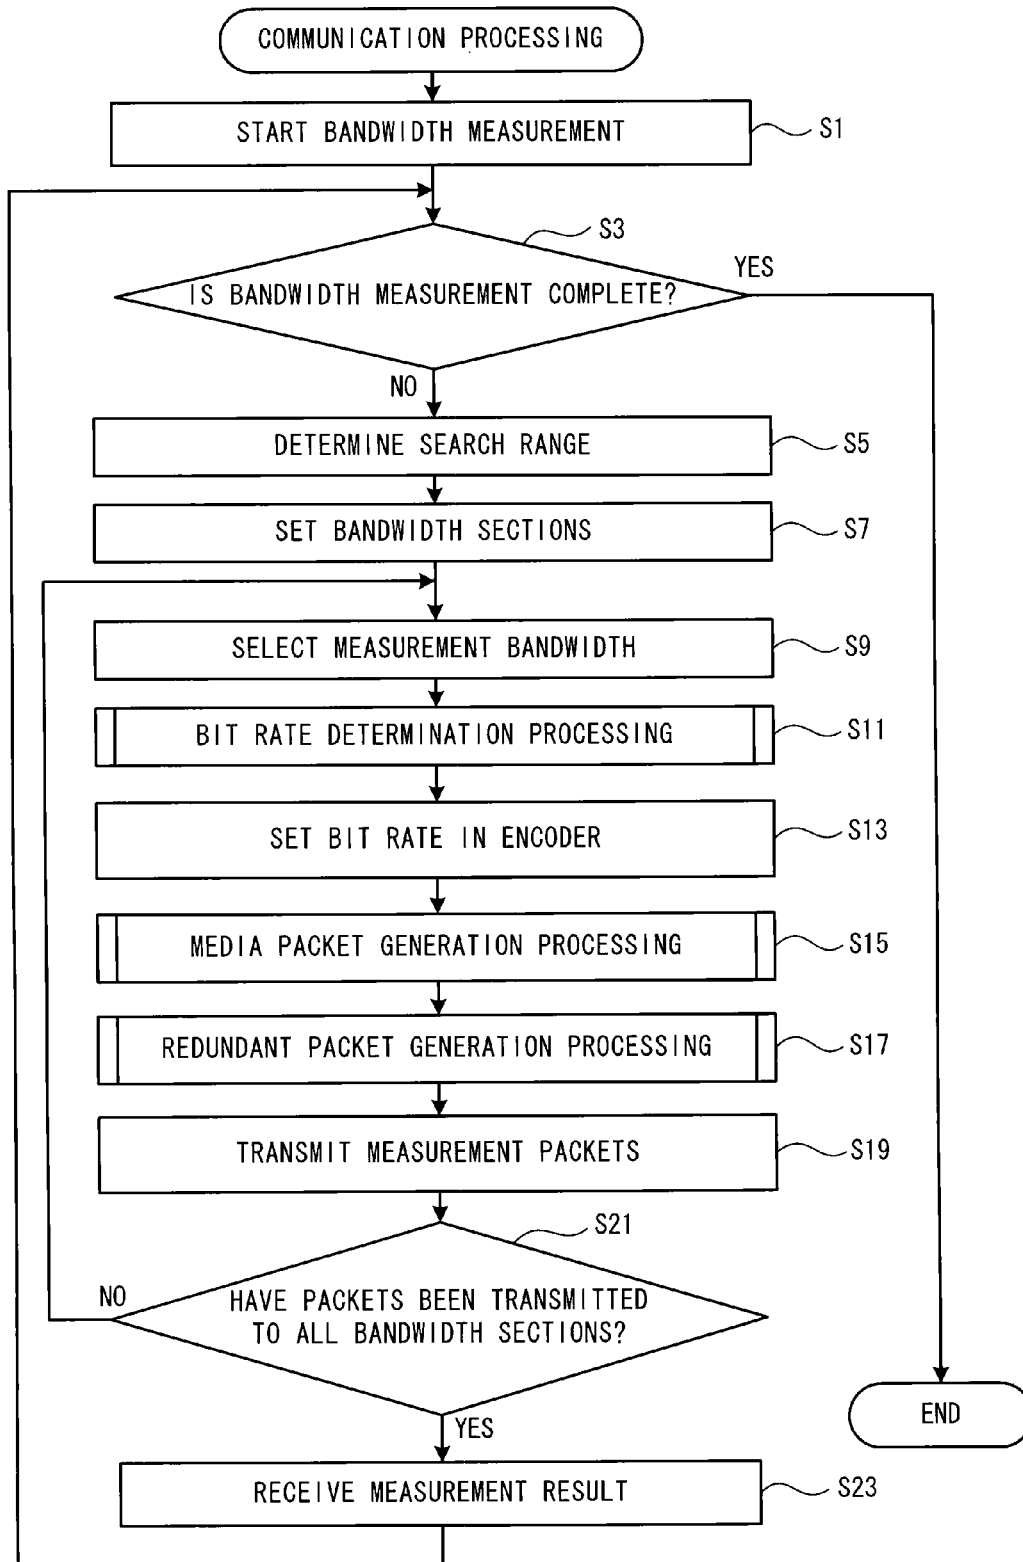 COMMUNICATION PROCESSING
START BANDWIDTH MEASUREMENT
S1
S3
IS BANDWIDTH MEASUREMENT COMPLETE?
YES
NO
DETERMINE SEARCH RANGE
S5
SET BANDWIDTH SECTIONS
S7
SELECT MEASUREMENT BANDWIDTH
S9
BIT RATE DETERMINATION PROCESSING
S11
SET BIT RATE IN ENCODER
S13
MEDIA PACKET GENERATION PROCESSING
S15
REDUNDANT PACKET GENERATION PROCESSING
S17
TRANSMIT MEASUREMENT PACKETS
S19
S21
NO
HAVE PACKETS BEEN TRANSMITTED
TO ALL BANDWIDTH SECTIONS?
YES
END
RECEIVE MEASUREMENT RESULT
S23